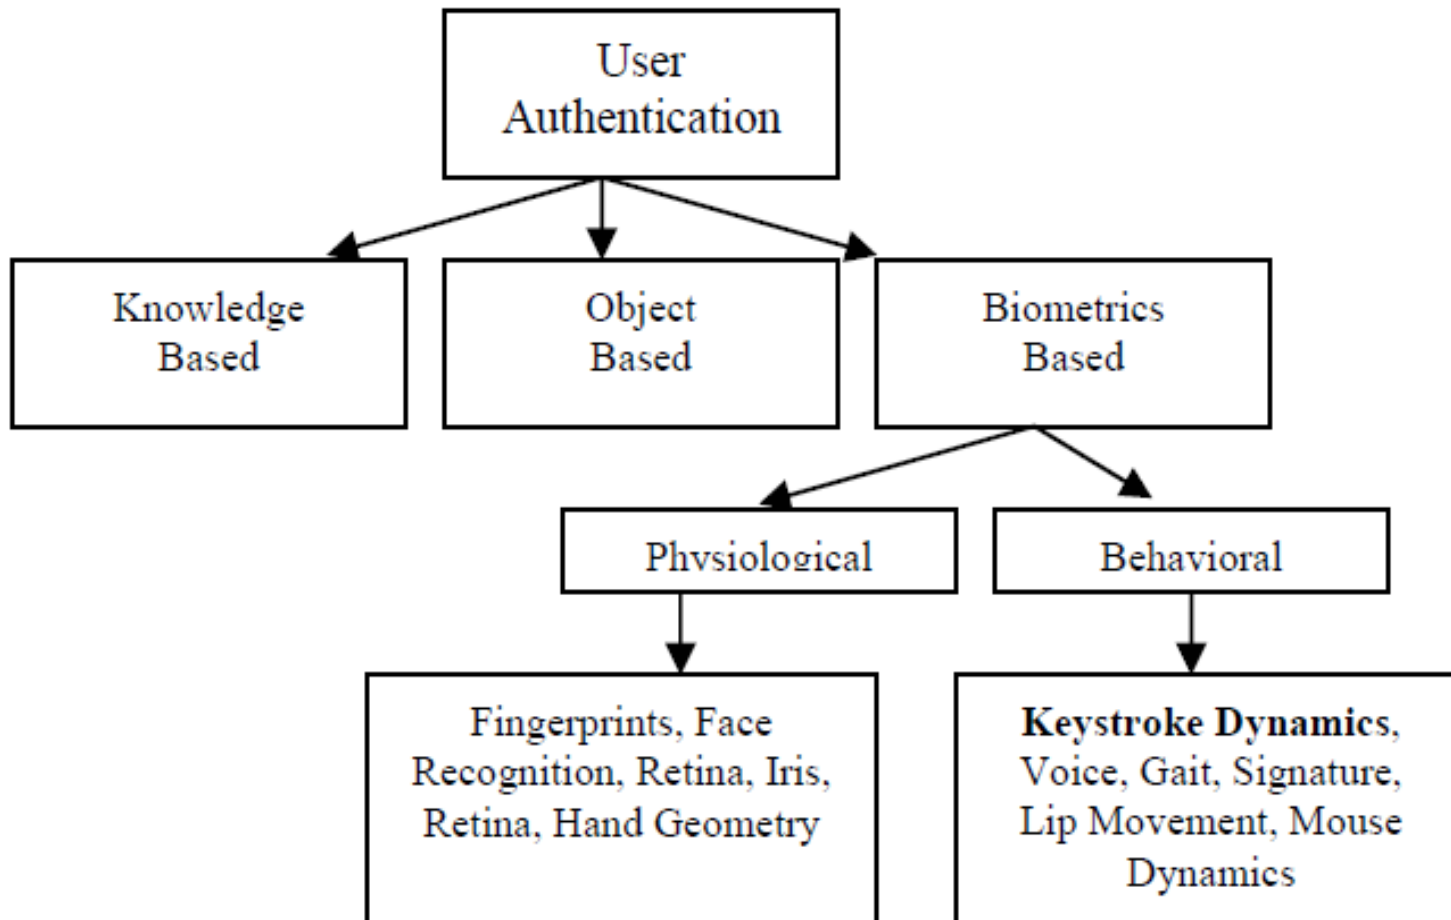 User
Authentication
Knowledge
Based
Object
Based
Biometrics
Based
Physiological
Behavioral
Fingerprints, Face
Recognition, Retina, Iris,
Retina, Hand Geometry
Keystroke Dynamics,
Voice, Gait, Signature,
Lip Movement, Mouse
Dynamics